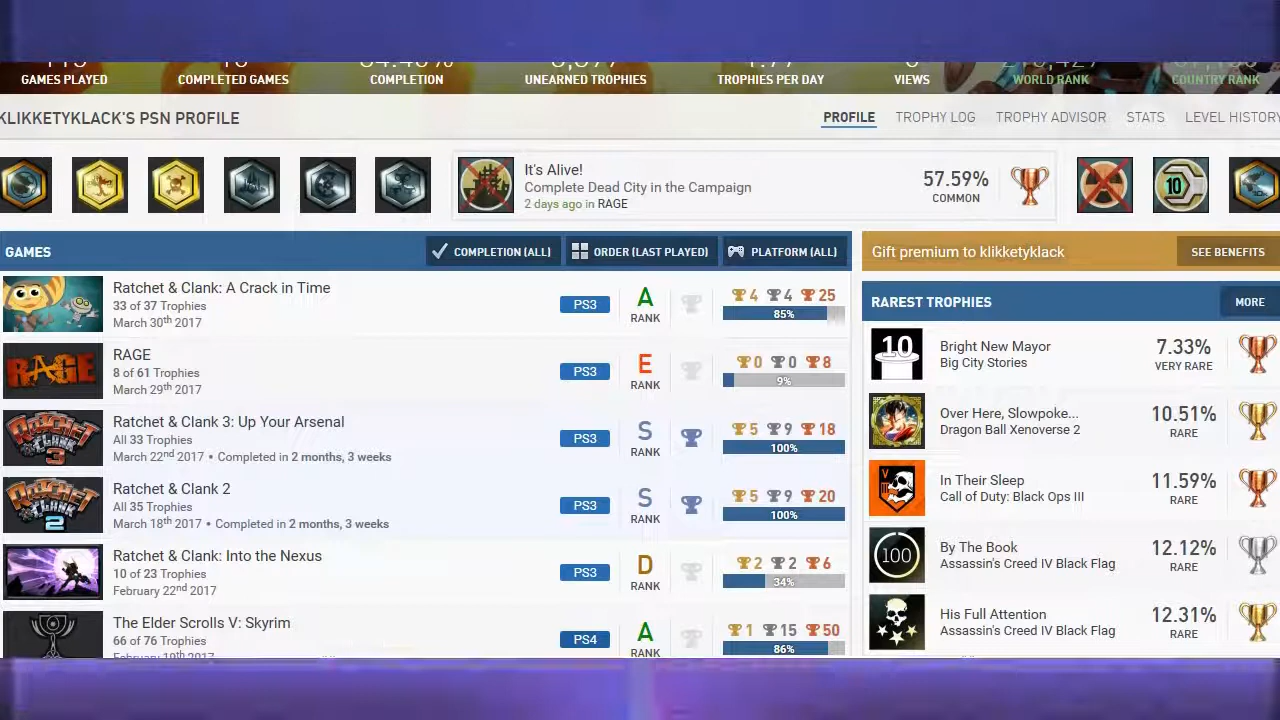 GAMES PLAYED COMPLETED GAMES COMPLETION UNEARNED TROPHIES TROPHIES PER DAY VIEWS WORLD RANK COUNTRY RANK
KLIKKETYKLACK'S PSN PROFILE
PROFILE TROPHY LOG TROPHY ADVISOR STATS LEVEL HISTORY
It's Alive!
Complete Dead City in the Campaign
2 days ago in RAGE
57.59%
COMMON
10
GAMES
COMPLETION (ALL)
ORDER (LAST PLAYED)
PLATFORM (ALL)
Ratchet & Clank: A Crack in Time
33 of 37 Trophies
March 30th 2017
PS3
A
RANK
4 4 25
85%
RAGE
RAGE
8 of 61 Trophies
March 29th 2017
PS3
E
RANK
0 0 8
9%
RATCHET & CLANK 3
Ratchet & Clank 3: Up Your Arsenal
All 33 Trophies
March 22nd 2017 • Completed in 2 months, 3 weeks
PS3
S
RANK
5 9 18
100%
RATCHET & CLANK 2
Ratchet & Clank 2
All 35 Trophies
March 18th 2017 • Completed in 2 months, 3 weeks
PS3
S
RANK
5 9 20
100%
Ratchet & Clank: Into the Nexus
10 of 23 Trophies
February 22nd 2017
PS3
D
RANK
2 2 6
34%
The Elder Scrolls V: Skyrim
66 of 76 Trophies
February 19th 2017
PS4
A
RANK
1 15 50
86%
Gift premium to klikketyklack
SEE BENEFITS
RAREST TROPHIES
MORE
10
Bright New Mayor
Big City Stories
7.33%
VERY RARE
Over Here, Slowpoke...
Dragon Ball Xenoverse 2
10.51%
RARE
In Their Sleep
Call of Duty: Black Ops III
11.59%
RARE
100
By The Book
Assassin's Creed IV Black Flag
12.12%
RARE
His Full Attention
Assassin's Creed IV Black Flag
12.31%
RARE